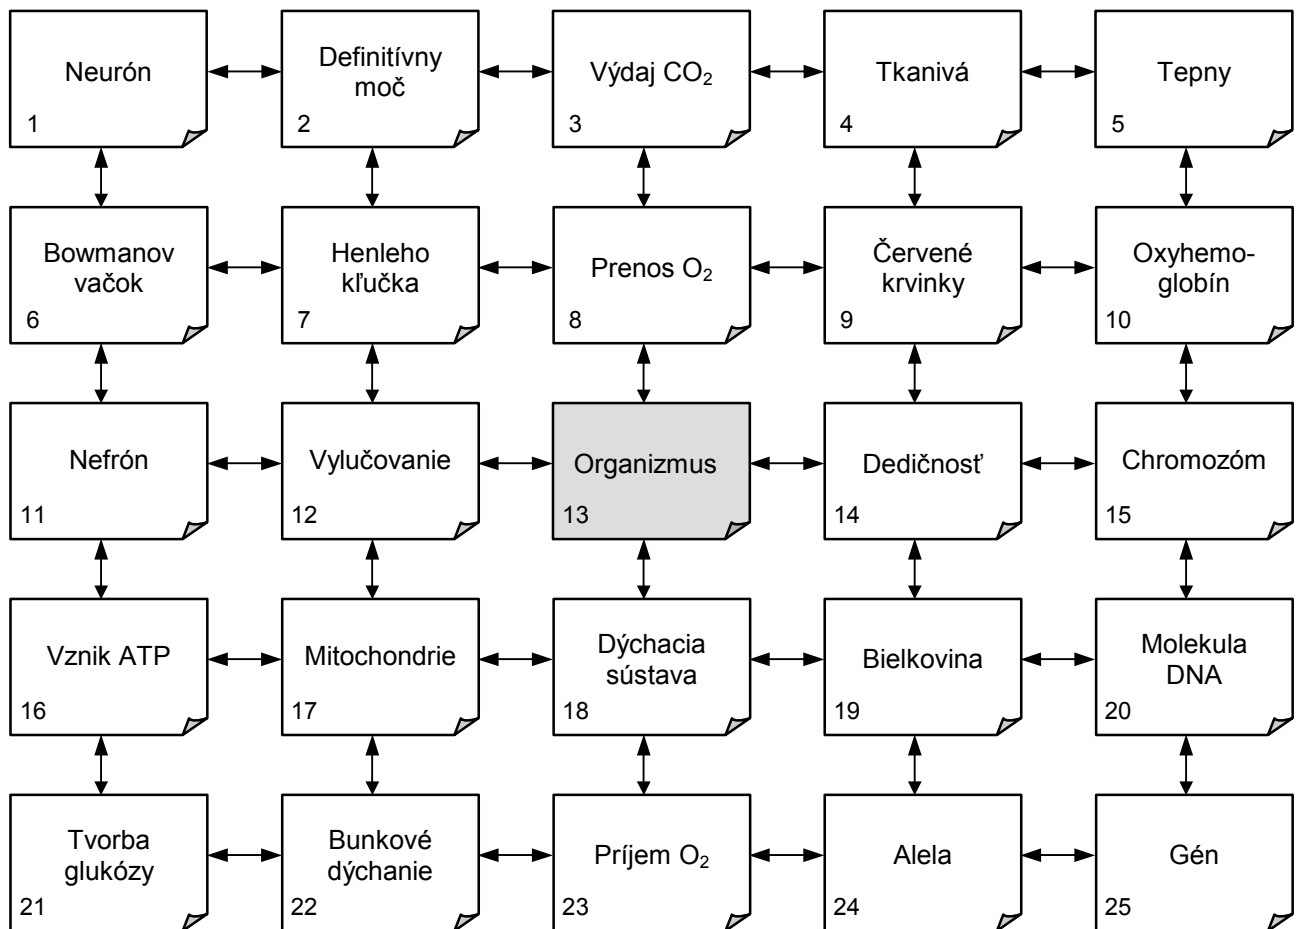 Neurón
1
Definitívny
moč
2
Výdaj CO₂
3
Tkanivá
4
Tepny
5
Bowmanov
vačok
6
Henleho
kľučka
7
Prenos O₂
8
Červené
krvinky
9
Oxyhemo-
globín
10
Nefrón
11
Vylučovanie
12
Organizmus
13
Dedičnosť
14
Chromozóm
15
Vznik ATP
16
Mitochondrie
17
Dýchacia
sústava
18
Bielkovina
19
Molekula
DNA
20
Tvorba
glukózy
21
Bunkové
dýchanie
22
Príjem O₂
23
Alela
24
Gén
25